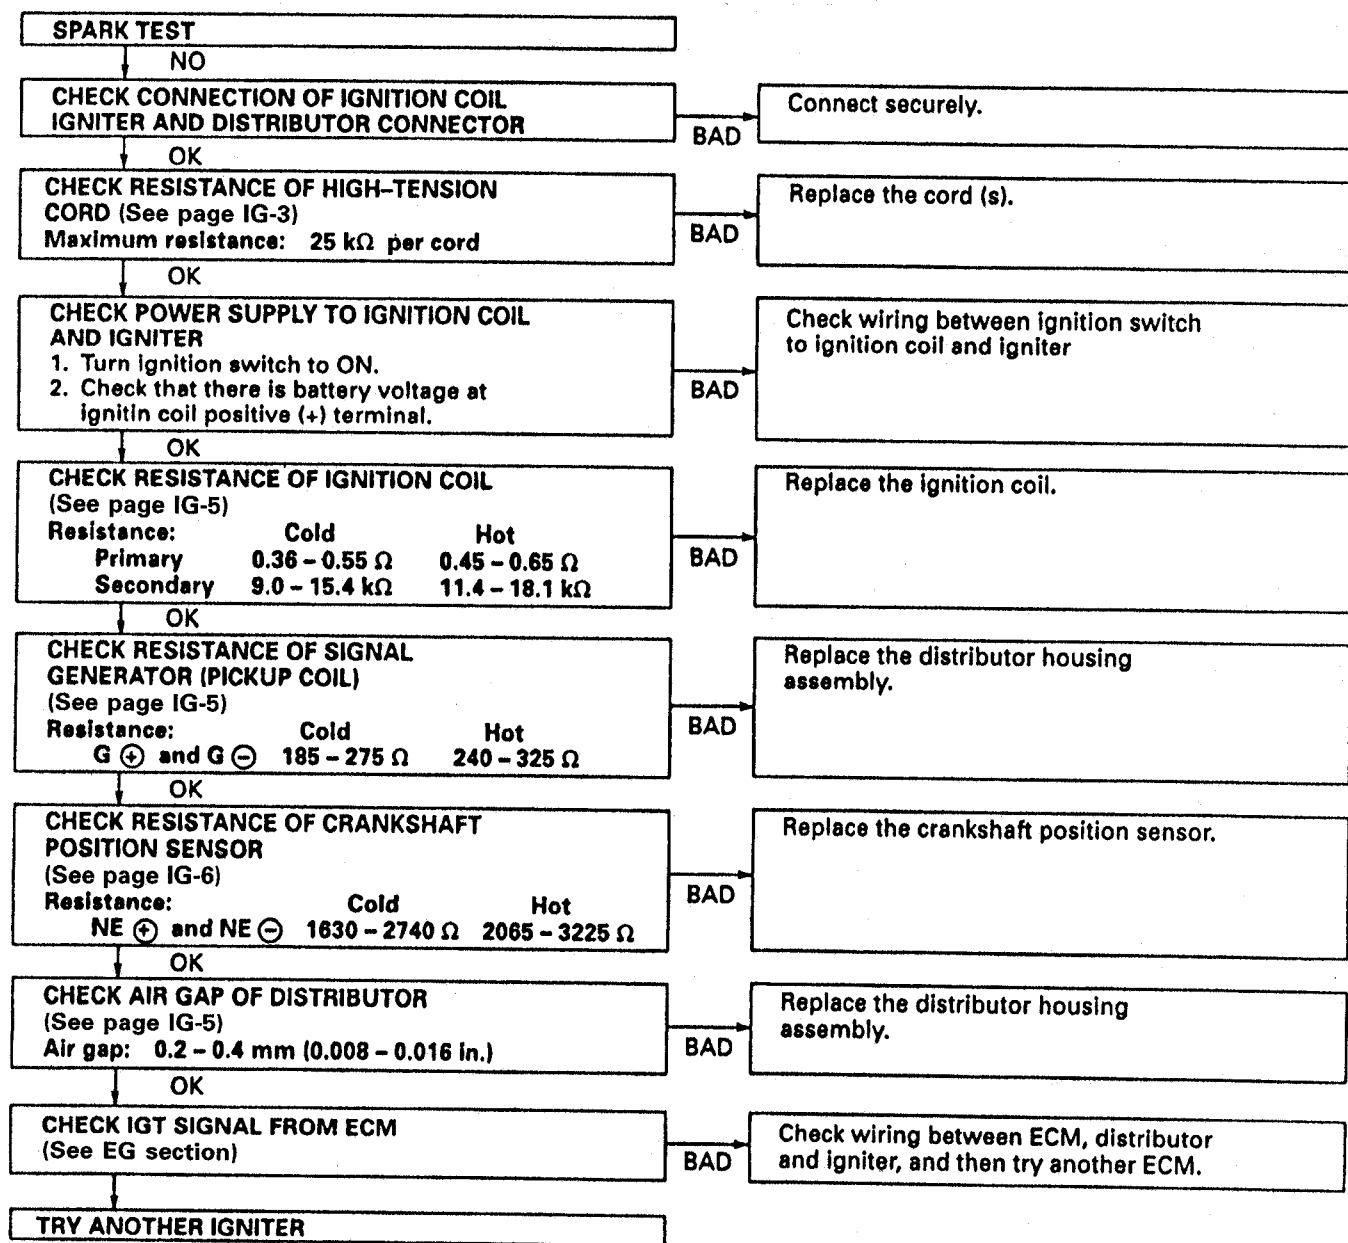 SPARK TEST
NO
CHECK CONNECTION OF IGNITION COIL
IGNITER AND DISTRIBUTOR CONNECTOR
BAD
Connect securely.
OK
CHECK RESISTANCE OF HIGH–TENSION
CORD (See page IG-3)
Maximum resistance: 25 kΩ per cord
BAD
Replace the cord (s).
OK
CHECK POWER SUPPLY TO IGNITION COIL
AND IGNITER
1. Turn ignition switch to ON.
2. Check that there is battery voltage at
ignitin coil positive (+) terminal.
BAD
Check wiring between ignition switch
to ignition coil and igniter
OK
CHECK RESISTANCE OF IGNITION COIL
(See page IG-5)
Resistance: Cold Hot
Primary 0.36 – 0.55 Ω 0.45 – 0.65 Ω
Secondary 9.0 – 15.4 kΩ 11.4 – 18.1 kΩ
BAD
Replace the ignition coil.
OK
CHECK RESISTANCE OF SIGNAL
GENERATOR (PICKUP COIL)
(See page IG-5)
Resistance: Cold Hot
G ⊕ and G ⊖ 185 – 275 Ω 240 – 325 Ω
BAD
Replace the distributor housing
assembly.
OK
CHECK RESISTANCE OF CRANKSHAFT
POSITION SENSOR
(See page IG-6)
Resistance: Cold Hot
NE ⊕ and NE ⊖ 1630 – 2740 Ω 2065 – 3225 Ω
BAD
Replace the crankshaft position sensor.
OK
CHECK AIR GAP OF DISTRIBUTOR
(See page IG-5)
Air gap: 0.2 – 0.4 mm (0.008 – 0.016 in.)
BAD
Replace the distributor housing
assembly.
OK
CHECK IGT SIGNAL FROM ECM
(See EG section)
BAD
Check wiring between ECM, distributor
and igniter, and then try another ECM.
TRY ANOTHER IGNITER